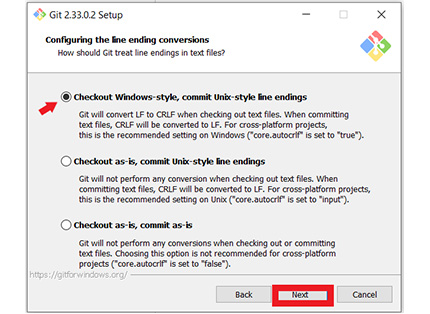 Git 2.33.0.2 Setup
Configuring the line ending conversions
How should Git treat line endings in text files?
Checkout Windows-style, commit Unix-style line endings
Git will convert LF to CRLF when checking out text files. When committing
text files, CRLF will be converted to LF. For cross-platform projects,
this is the recommended setting on Windows ("core.autocrlf" is set to "true").
Checkout as-is, commit Unix-style line endings
Git will not perform any conversion when checking out text files. When
committing text files, CRLF will be converted to LF. For cross-platform projects,
this is the recommended setting on Unix ("core.autocrlf" is set to "input").
Checkout as-is, commit as-is
Git will not perform any conversions when checking out or committing
text files. Choosing this option is not recommended for cross-platform
projects ("core.autocrlf" is set to "false").
https://gitforwindows.org/
Back Next Cancel